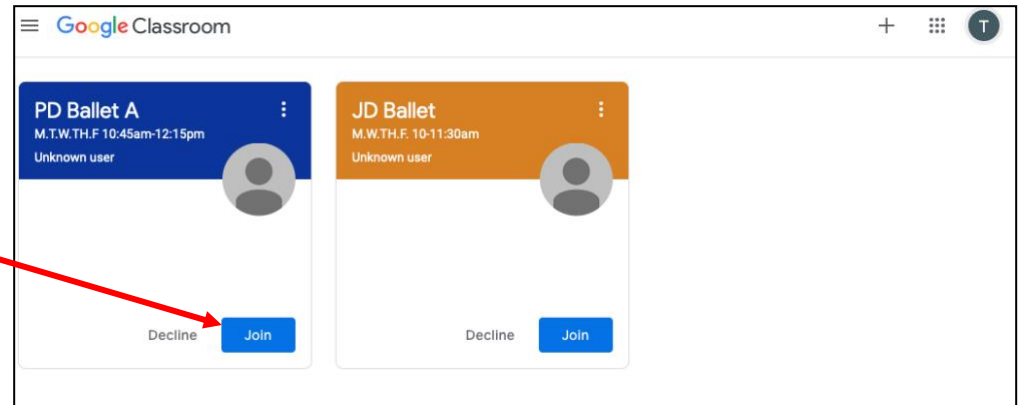 Google Classroom
T
PD Ballet A
M.T.W.TH.F 10:45am-12:15pm
Unknown user
Decline
Join
JD Ballet
M.W.TH.F. 10-11:30am
Unknown user
Decline
Join